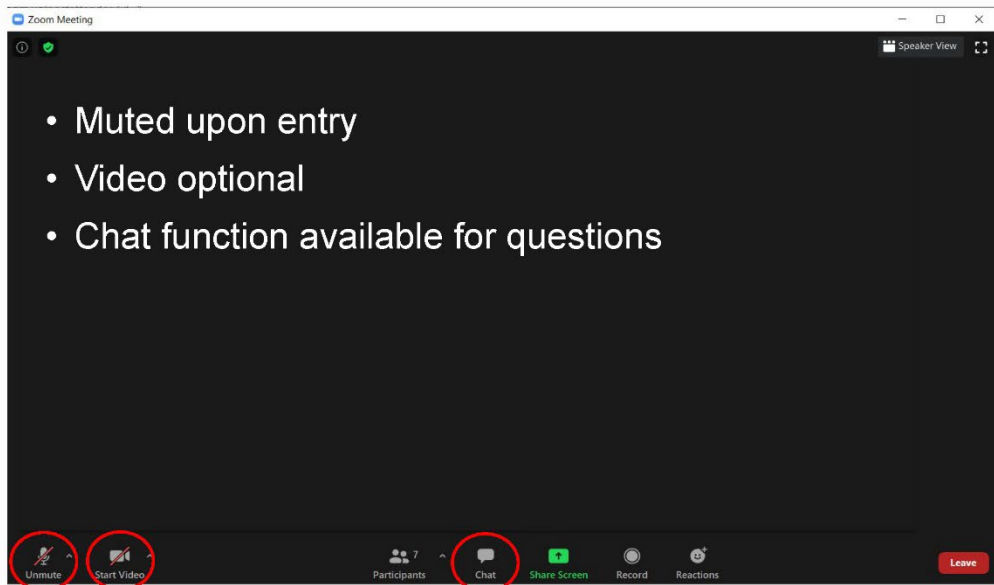 Zoom Meeting
Speaker View
• Muted upon entry
• Video optional
• Chat function available for questions
7
Unmute Start Video Participants Chat Share Screen Record Reactions Leave